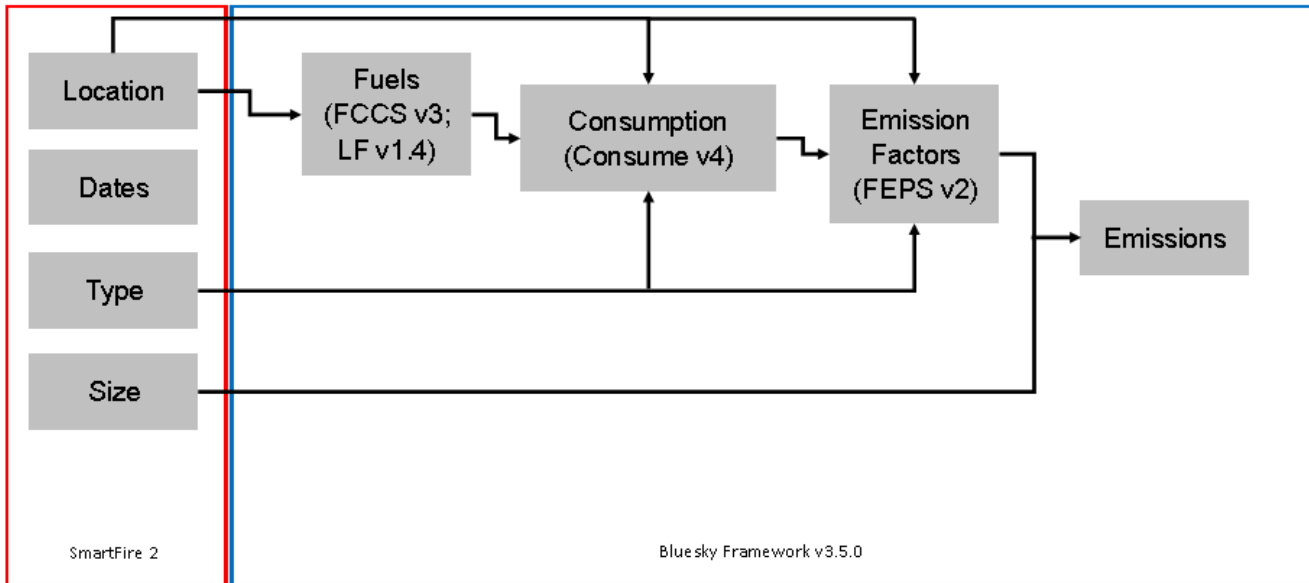 Location
Dates
Type
Size
SmartFire 2
Fuels
(FCCS v3;
LF v1.4)
Consumption
(Consume v4)
Emission
Factors
(FEPS v2)
Emissions
Bluesky Framework v3.5.0